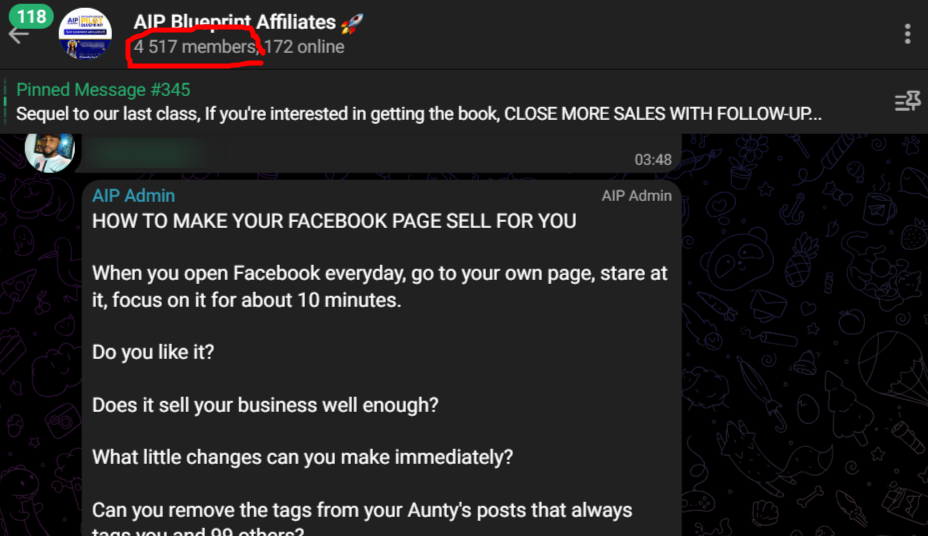 118
AIP Blueprint Affiliates 🚀
4 517 members, 172 online
Pinned Message #345
Sequel to our last class, If you're interested in getting the book, CLOSE MORE SALES WITH FOLLOW-UP...
03:48
AIP Admin AIP Admin
HOW TO MAKE YOUR FACEBOOK PAGE SELL FOR YOU
When you open Facebook everyday, go to your own page, stare at
it, focus on it for about 10 minutes.
Do you like it?
Does it sell your business well enough?
What little changes can you make immediately?
Can you remove the tags from your Aunty's posts that always
tags you and 99 others?